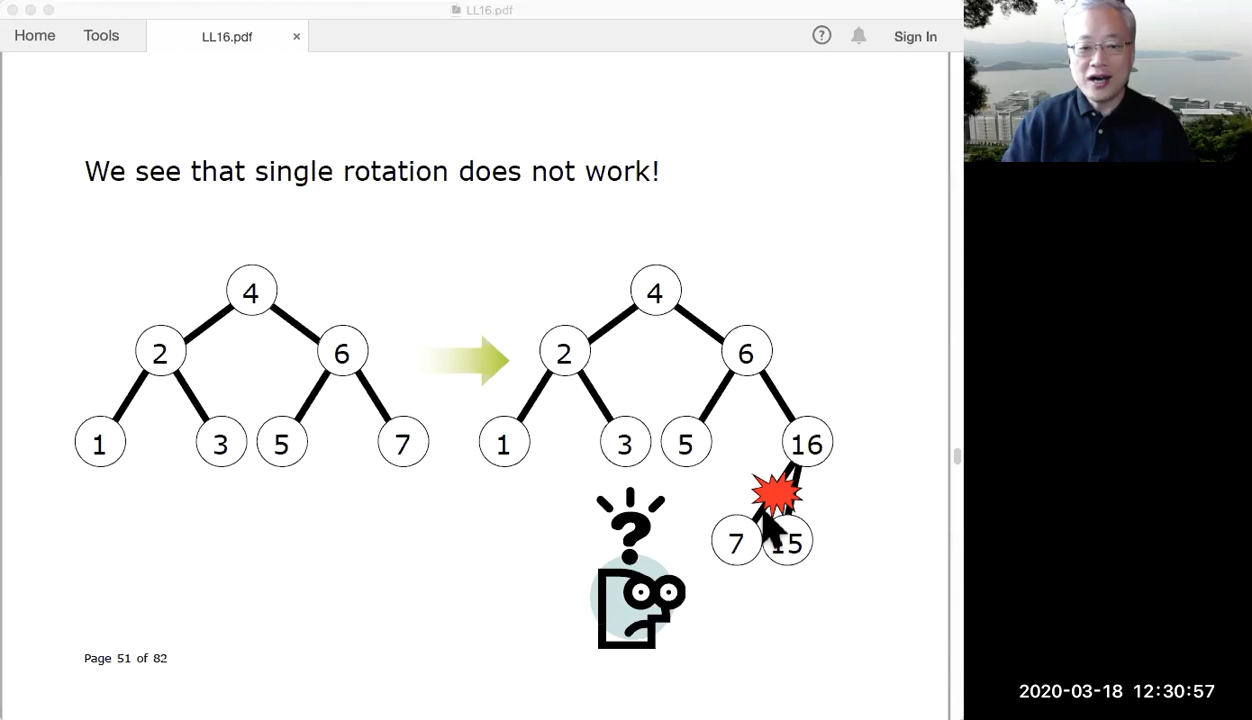 LL16.pdf
Home Tools LL16.pdf × ? Sign In
We see that single rotation does not work!
4 4
2 6 2 6
1 3 5 7 1 3 5 16
?
7 15
Page 51 of 82
2020-03-18 12:30:57